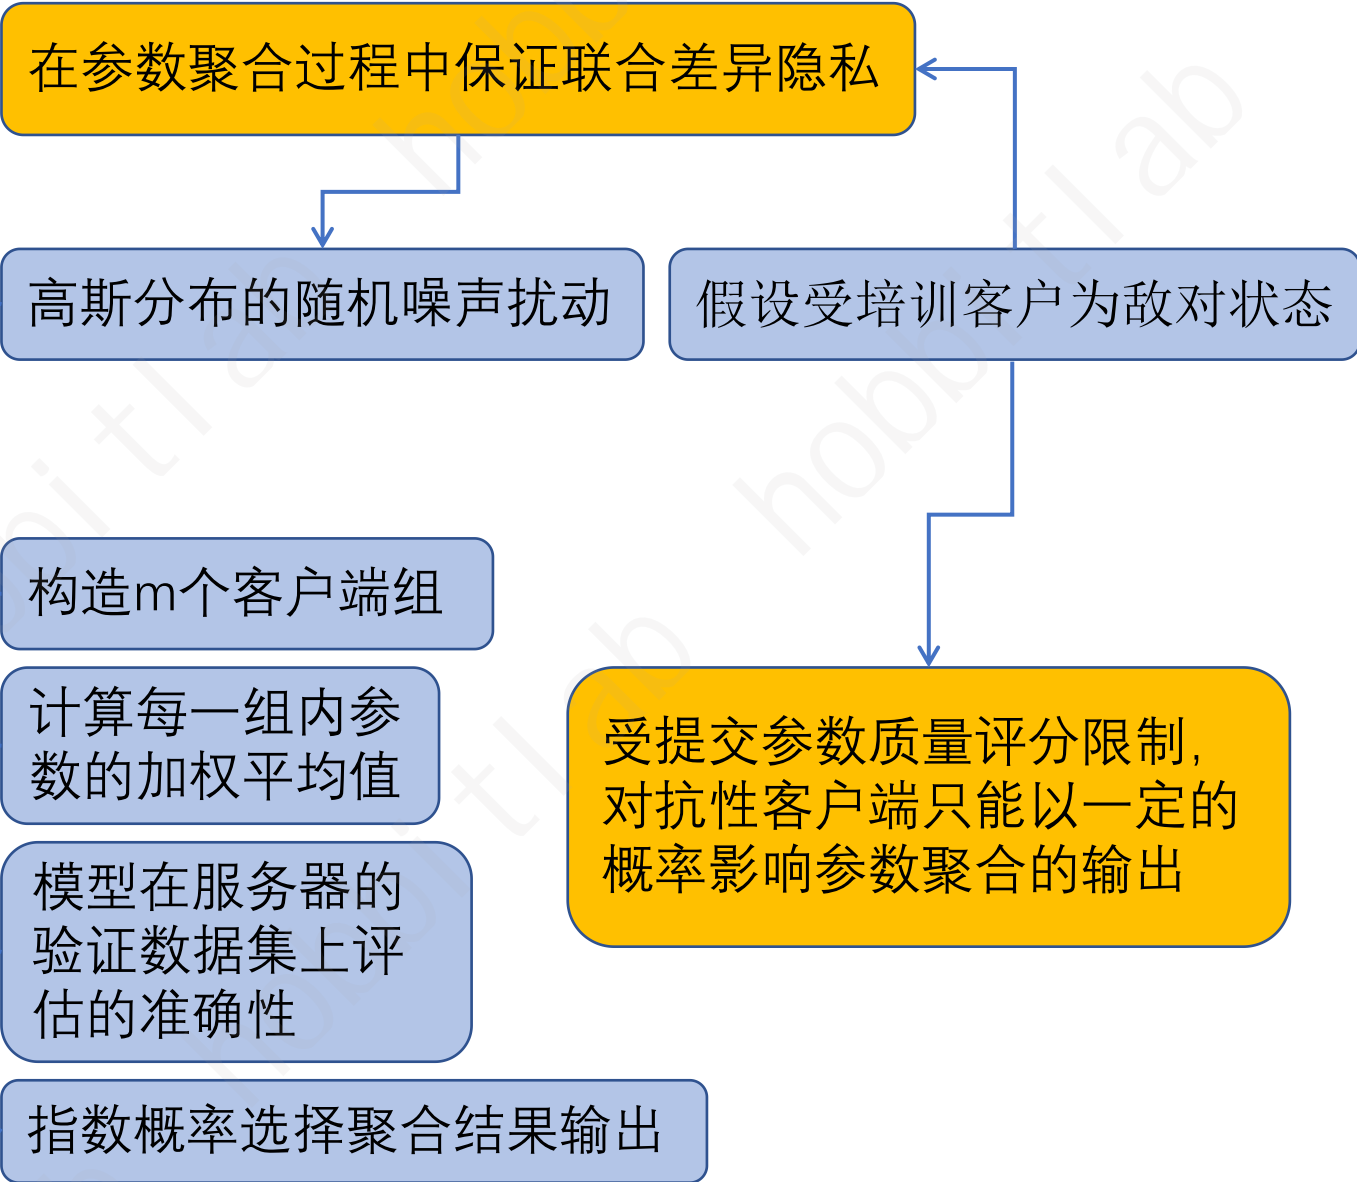 在参数聚合过程中保证联合差异隐私
高斯分布的随机噪声扰动
假设受培训客户为敌对状态
构造m个客户端组
计算每一组内参
数的加权平均值
模型在服务器的
验证数据集上评
估的准确性
受提交参数质量评分限制,
对抗性客户端只能以一定的
概率影响参数聚合的输出
指数概率选择聚合结果输出
hobbitlab
hobbitlab
hobbitlab